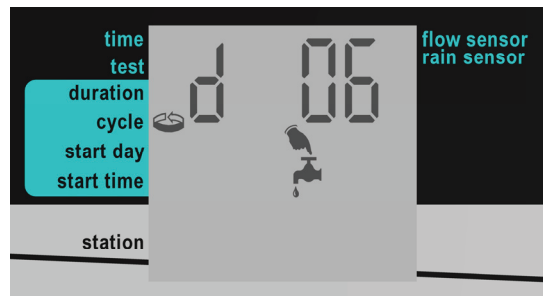 time
test
duration
cycle
start day
start time
station
d 06
flow sensor
rain sensor